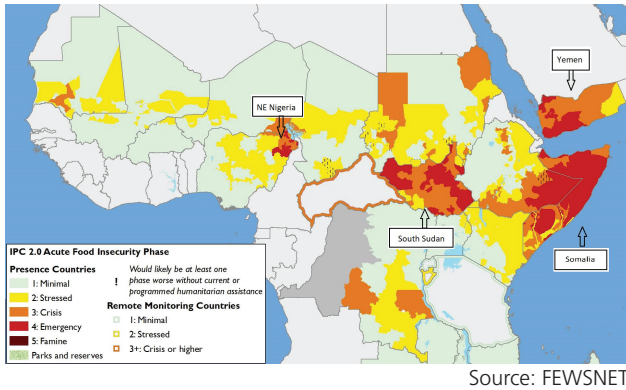 Yemen
NE Nigeria
South Sudan
Somalia
IPC 2.0 Acute Food Insecurity Phase
Presence Countries
1: Minimal
2: Stressed
3: Crisis
4: Emergency
5: Famine
Parks and reserves
! Would likely be at least one
phase worse without current or
programmed humanitarian assistance
Remote Monitoring Countries
1: Minimal
2: Stressed
3+: Crisis or higher
Source: FEWSNET